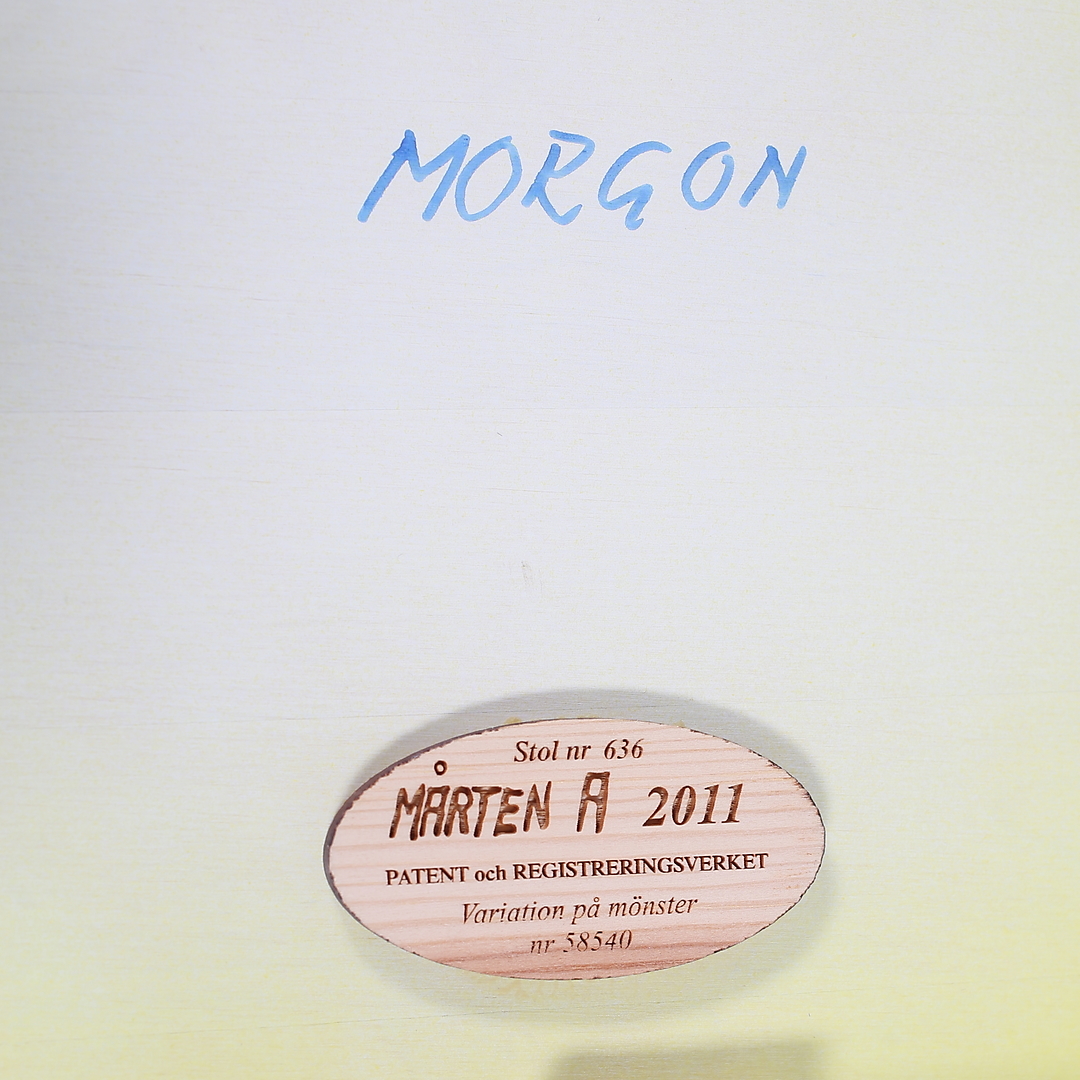 MORGON
Stol nr 636
MÅRTEN A 2011
PATENT och REGISTRERINGSVERKET
Variation på mönster
nr 58540